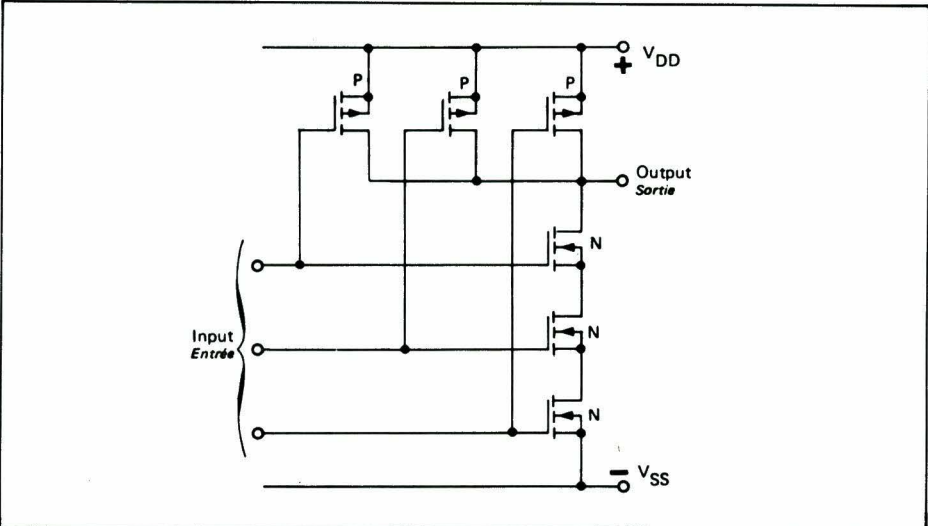 VDD
+
P
P
P
Output
Sortie
N
Input
Entrée
N
N
− VSS